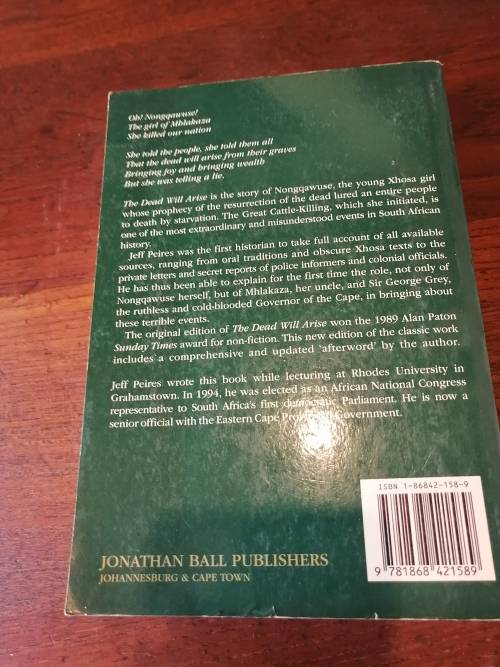 Oh! Nongqawuse!
The girl of Mhlakaza
She killed our nation
She told the people, she told them all
That the dead will arise from their graves
Bringing joy and bringing wealth
But she was telling a lie.
The Dead Will Arise is the story of Nongqawuse, the young Xhosa girl
whose prophecy of the resurrection of the dead lured an entire people
to death by starvation. The Great Cattle-Killing, which she initiated, is
one of the most extraordinary and misunderstood events in South African
history.
Jeff Peires was the first historian to take full account of all available
sources, ranging from oral traditions and obscure Xhosa texts to the
private letters and secret reports of police informers and colonial officials.
He has thus been able to explain for the first time the role, not only of
Nongqawuse herself, but of Mhlakaza, her uncle, and Sir George Grey,
the ruthless and cold-blooded Governor of the Cape, in bringing about
these terrible events.
The original edition of The Dead Will Arise won the 1989 Alan Paton
Sunday Times award for non-fiction. This new edition of the classic work
includes a comprehensive and updated 'afterword' by the author.
Jeff Peires wrote this book while lecturing at Rhodes University in
Grahamstown. In 1994, he was elected as an African National Congress
representative to South Africa's first democratic Parliament. He is now a
senior official with the Eastern Cape Provincial Government.
ISBN 1-86842-158-9
9 781868 421589
JONATHAN BALL PUBLISHERS
JOHANNESBURG & CAPE TOWN